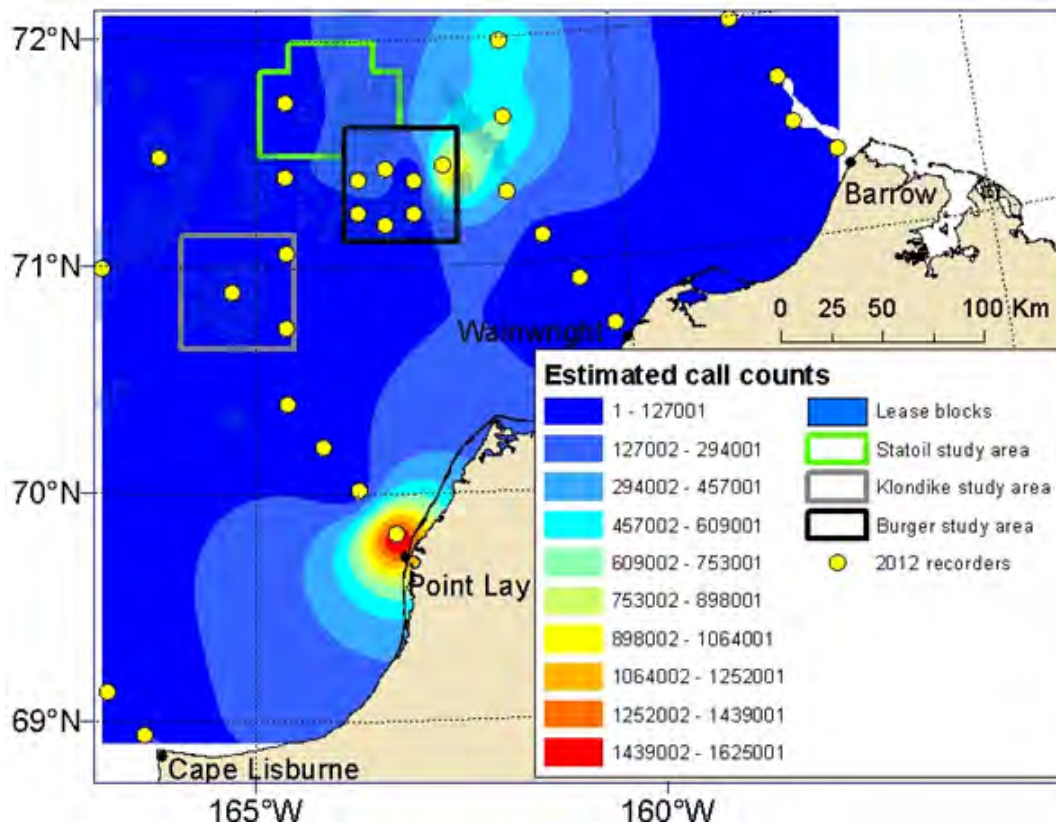 72°N
71°N
70°N
69°N
165°W
160°W
Barrow
Wainwright
Point Lay
Cape Lisburne
0 25 50 100 Km
Estimated call counts
1 - 127001
127002 - 294001
294002 - 457001
457002 - 609001
609002 - 753001
753002 - 898001
898002 - 1064001
1064002 - 1252001
1252002 - 1439001
1439002 - 1625001
Lease blocks
Statoil study area
Klondike study area
Burger study area
2012 recorders